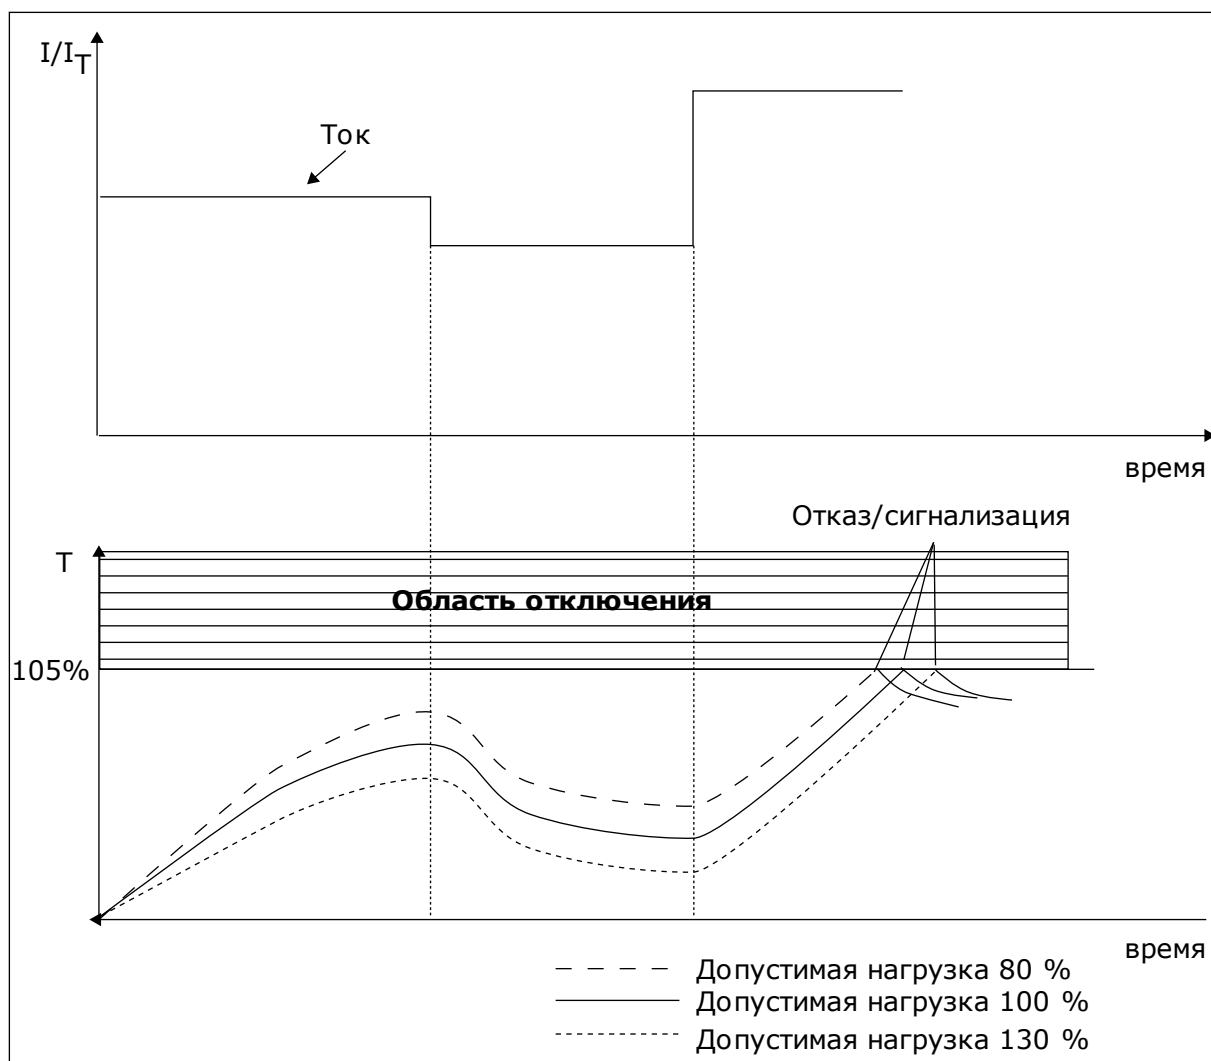 I/I_T
Ток
время
Отказ/сигнализация
T
Область отключения
105%
время
Допустимая нагрузка 80 %
Допустимая нагрузка 100 %
Допустимая нагрузка 130 %